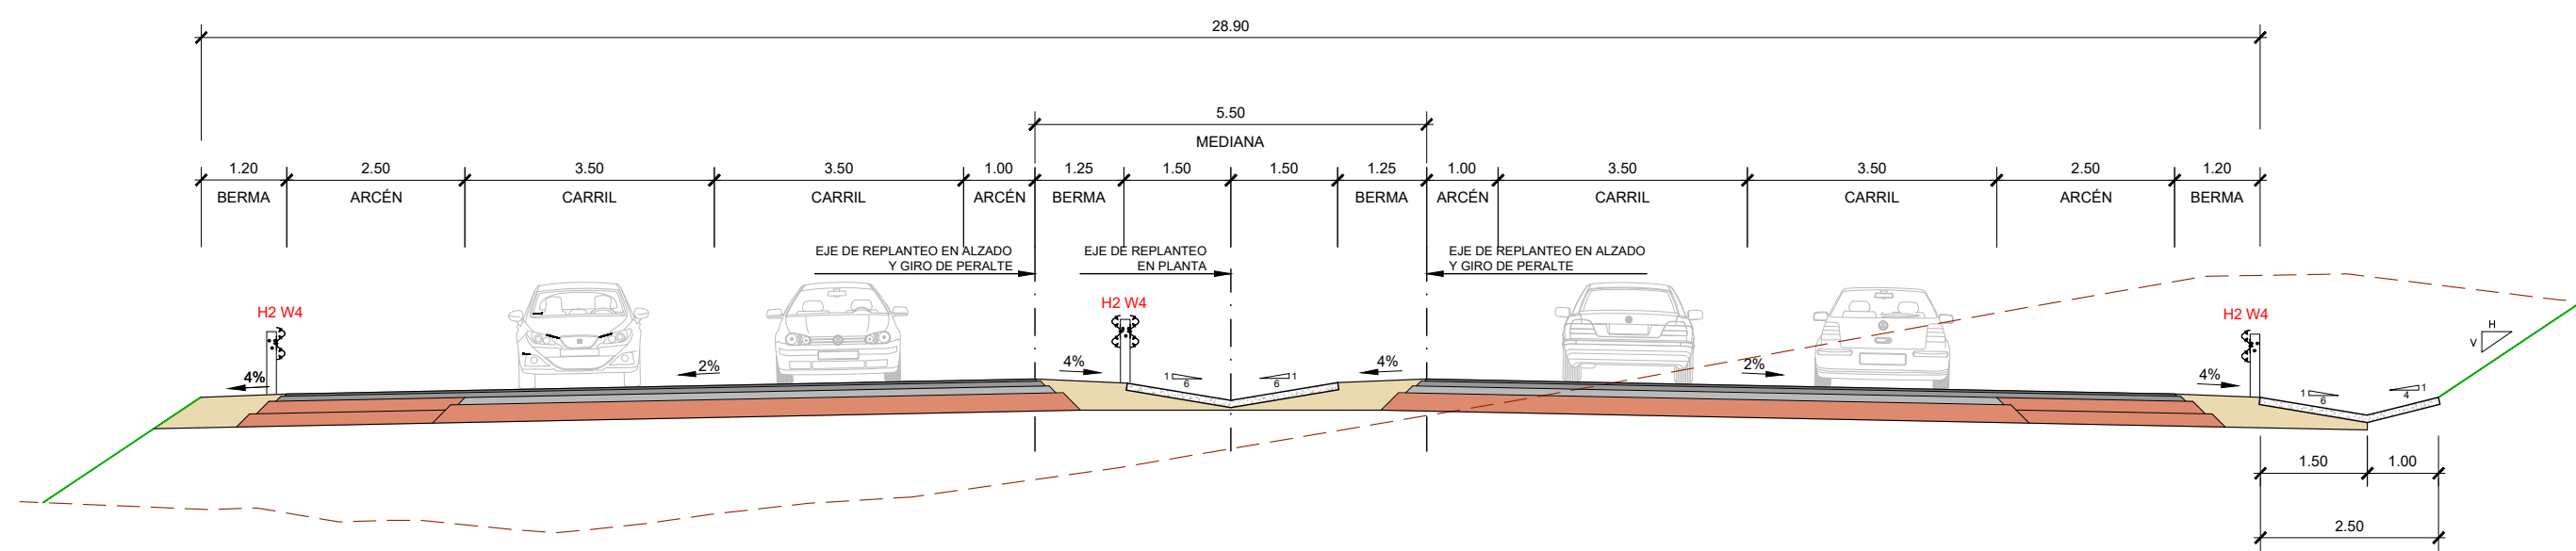 28.90
5.50
MEDIANA
1.20 2.50 3.50 3.50 1.00 1.25 1.50 1.50 1.25 1.00 3.50 3.50 2.50 1.20
BERMA ARCÉN CARRIL CARRIL ARCÉN BERMA BERMA ARCÉN CARRIL CARRIL ARCÉN BERMA
EJE DE REPLANTEO EN ALZADO
Y GIRO DE PERALTE
EJE DE REPLANTEO
EN PLANTA
EJE DE REPLANTEO EN ALZADO
Y GIRO DE PERALTE
H2 W4
H2 W4
H2 W4
H
V
4%
2%
4%
1
6
1
6
4%
2%
4%
1
6
1
4
1.50 1.00
2.50